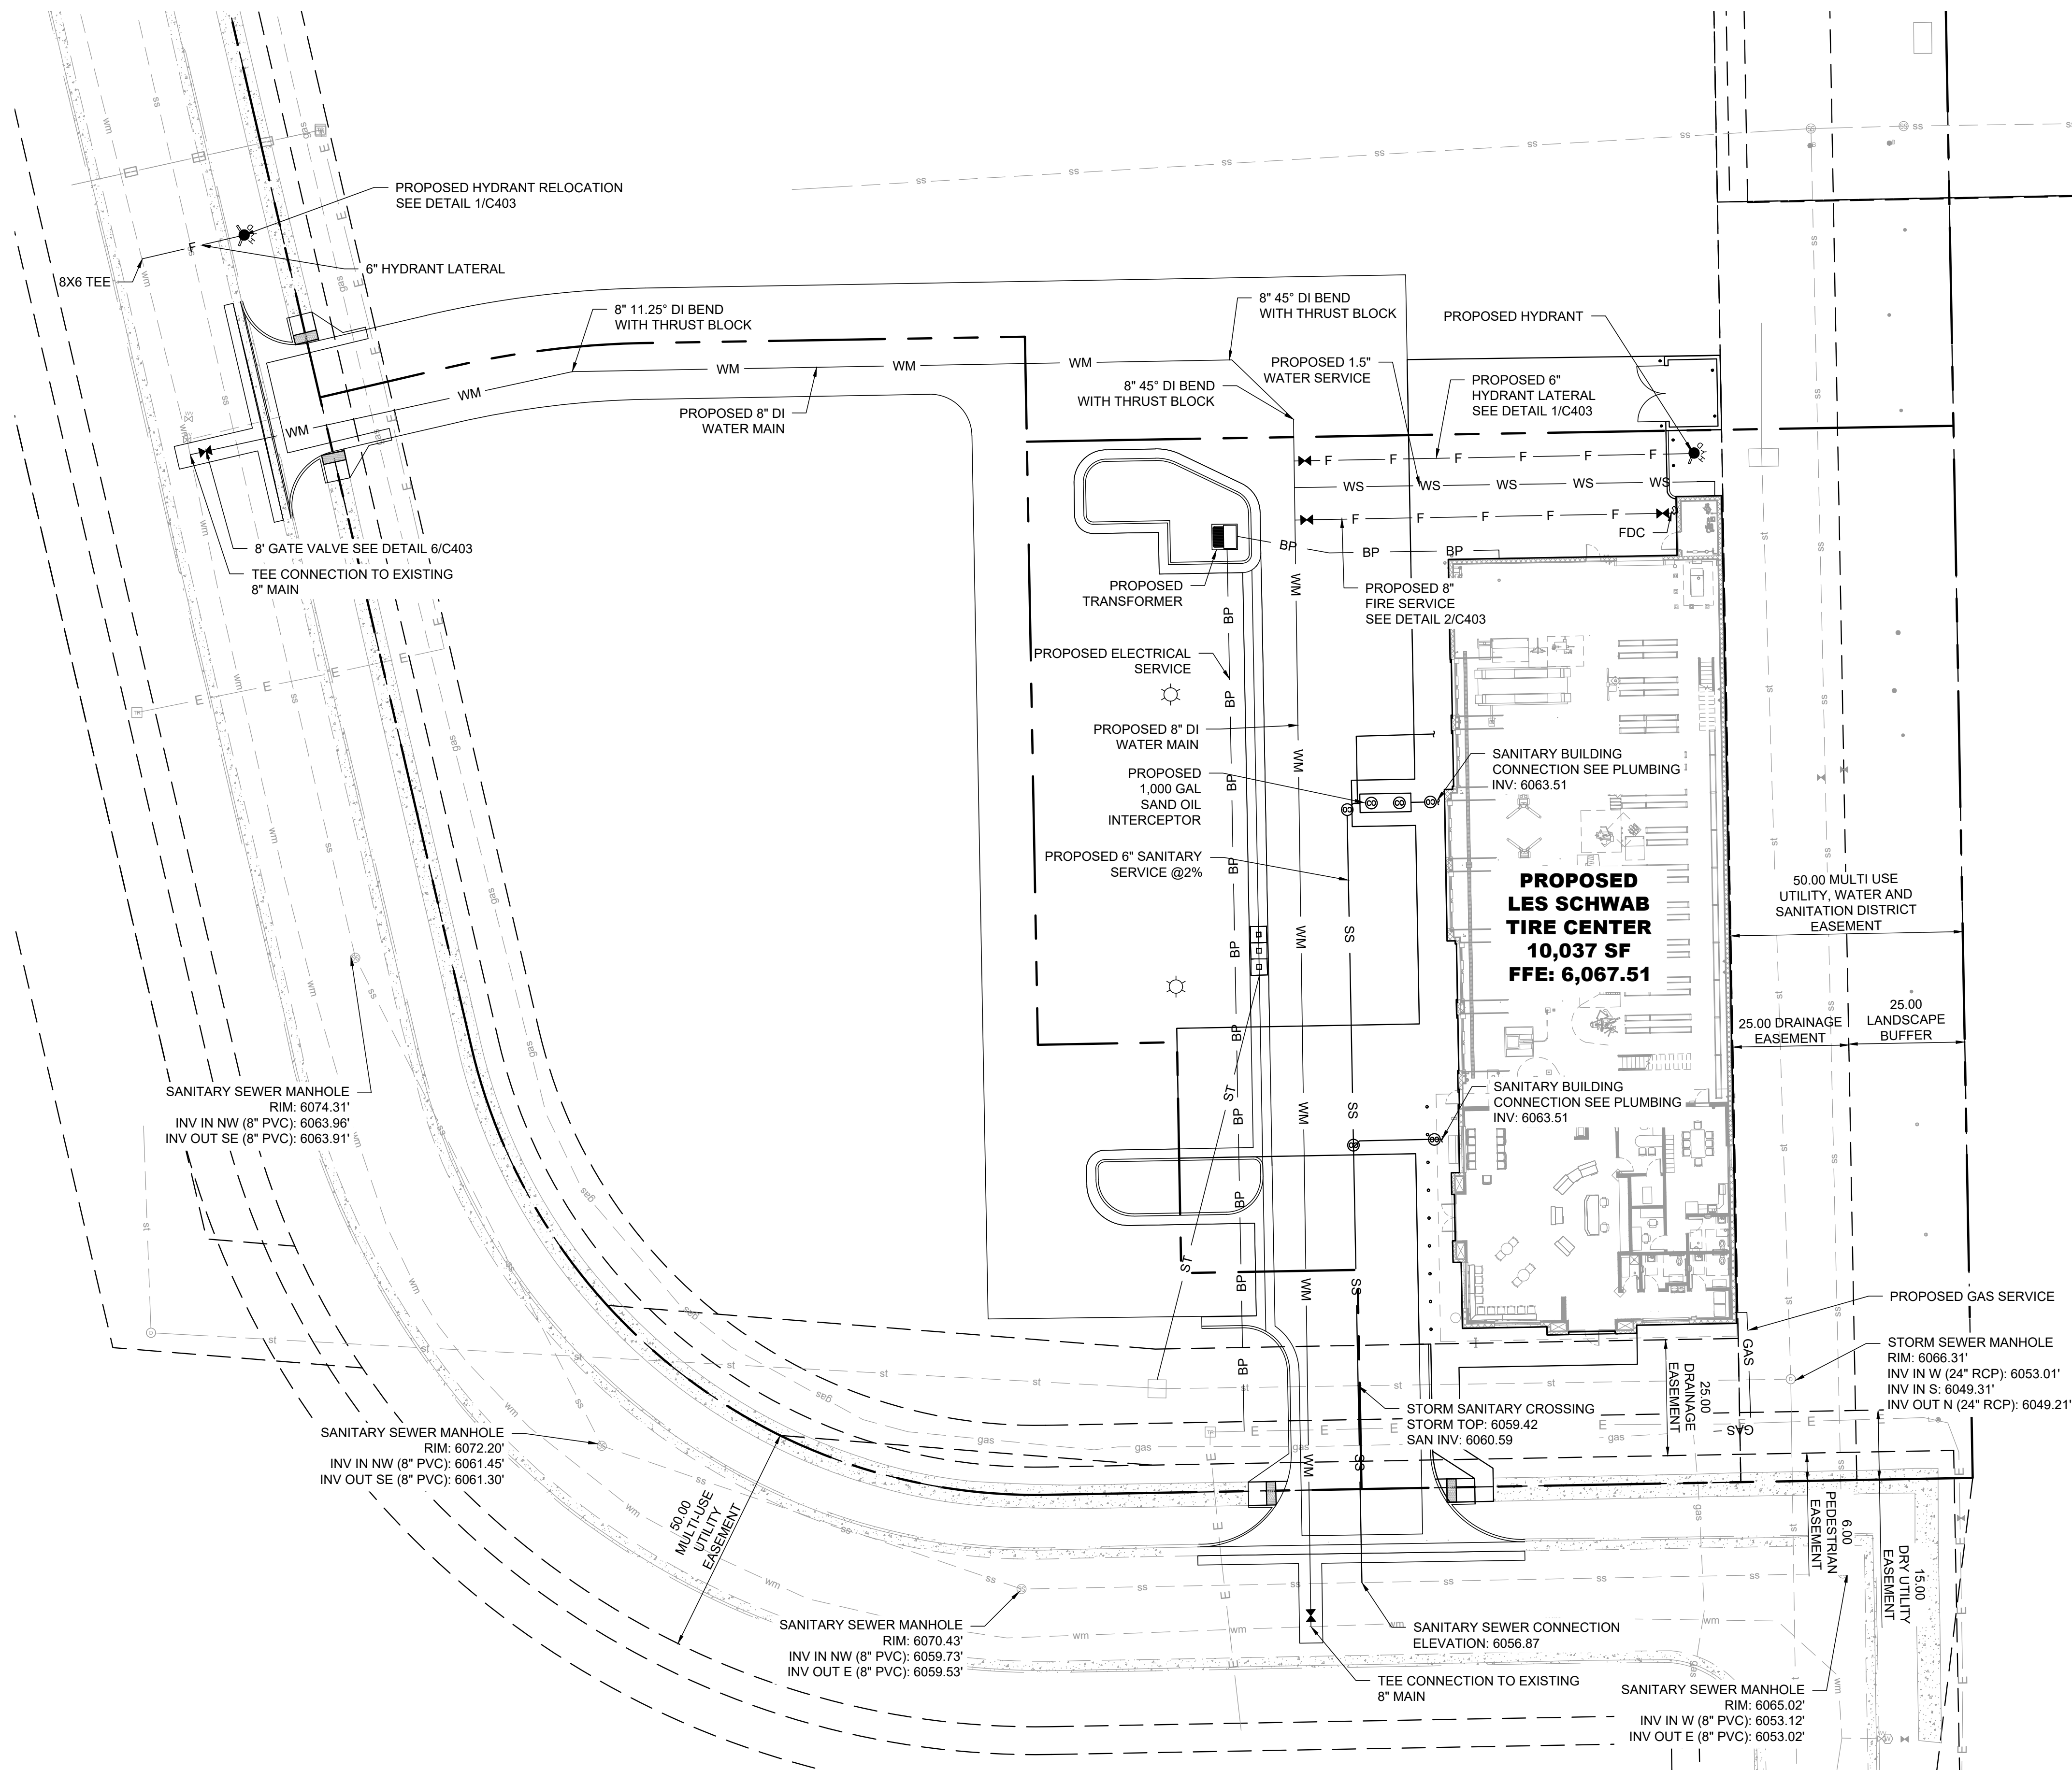 PROPOSED HYDRANT RELOCATION
SEE DETAIL 1/C403
6" HYDRANT LATERAL
8X6 TEE
8" 11.25° DI BEND
WITH THRUST BLOCK
8" 45° DI BEND
WITH THRUST BLOCK
PROPOSED HYDRANT
PROPOSED 1.5"
WATER SERVICE
8" 45° DI BEND
WITH THRUST BLOCK
PROPOSED 6"
HYDRANT LATERAL
SEE DETAIL 1/C403
PROPOSED 8" DI
WATER MAIN
8' GATE VALVE SEE DETAIL 6/C403
TEE CONNECTION TO EXISTING
8" MAIN
FDC
PROPOSED
TRANSFORMER
PROPOSED 8"
FIRE SERVICE
SEE DETAIL 2/C403
PROPOSED ELECTRICAL
SERVICE
PROPOSED 8" DI
WATER MAIN
PROPOSED
1,000 GAL
SAND OIL
INTERCEPTOR
SANITARY BUILDING
CONNECTION SEE PLUMBING
INV: 6063.51
PROPOSED 6" SANITARY
SERVICE @2%
PROPOSED
LES SCHWAB
TIRE CENTER
10,037 SF
FFE: 6,067.51
50.00 MULTI USE
UTILITY, WATER AND
SANITATION DISTRICT
EASEMENT
25.00 DRAINAGE
EASEMENT
25.00
LANDSCAPE
BUFFER
SANITARY SEWER MANHOLE
RIM: 6074.31'
INV IN NW (8" PVC): 6063.96'
INV OUT SE (8" PVC): 6063.91'
SANITARY BUILDING
CONNECTION SEE PLUMBING
INV: 6063.51
PROPOSED GAS SERVICE
STORM SEWER MANHOLE
RIM: 6066.31'
INV IN W (24" RCP): 6053.01'
INV IN S: 6049.31'
INV OUT N (24" RCP): 6049.21'
25.00
DRAINAGE
EASEMENT
STORM SANITARY CROSSING
STORM TOP: 6059.42
SAN INV: 6060.59
SANITARY SEWER MANHOLE
RIM: 6072.20'
INV IN NW (8" PVC): 6061.45'
INV OUT SE (8" PVC): 6061.30'
50.00
MULTI-USE
UTILITY
EASEMENT
6.00
PEDESTRIAN
EASEMENT
15.00
DRY UTILITY
EASEMENT
SANITARY SEWER MANHOLE
RIM: 6070.43'
INV IN NW (8" PVC): 6059.73'
INV OUT E (8" PVC): 6059.53'
SANITARY SEWER CONNECTION
ELEVATION: 6056.87
TEE CONNECTION TO EXISTING
8" MAIN
SANITARY SEWER MANHOLE
RIM: 6065.02'
INV IN W (8" PVC): 6053.12'
INV OUT E (8" PVC): 6053.02'
WM WM WM WM WM
F F F F F F
WS WS WS WS WS
F F F F F
BP BP BP
GAS
GAS